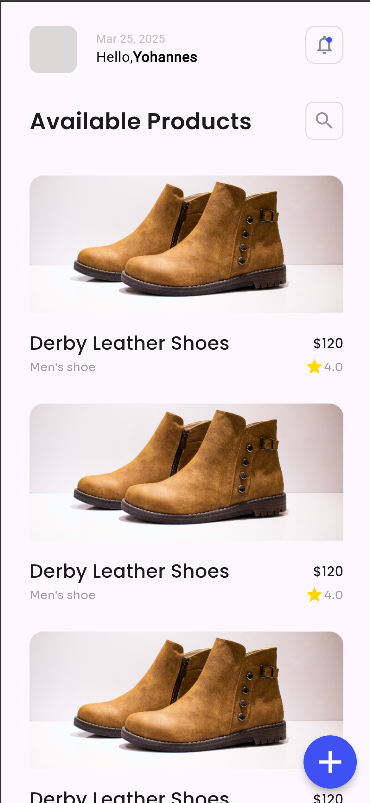 Mar 25, 2025
Hello,Yohannes
Available Products
Derby Leather Shoes
$120
Men's shoe
4.0
Derby Leather Shoes
$120
Men's shoe
4.0
Derby Leather Shoes
$120